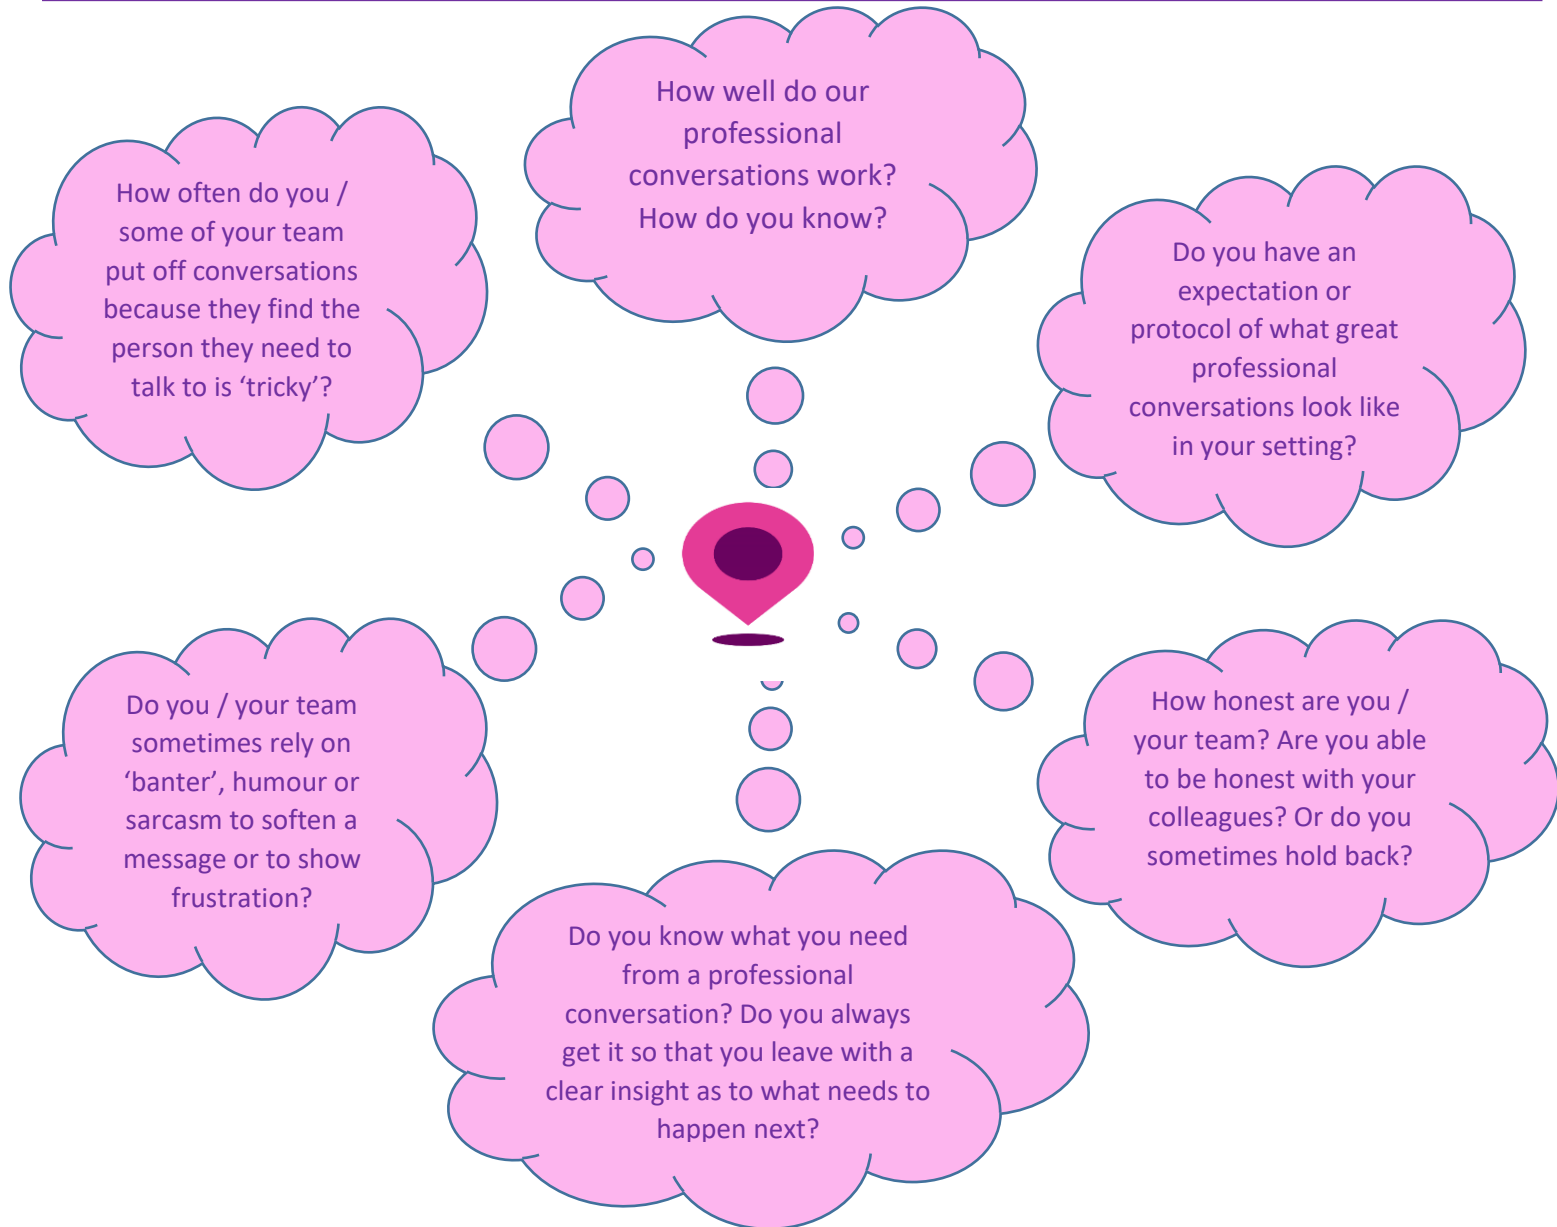 How well do our
professional
conversations work?
How do you know?
How often do you /
some of your team
put off conversations
because they find the
person they need to
talk to is ‘tricky’?
Do you have an
expectation or
protocol of what great
professional
conversations look like
in your setting?
Do you / your team
sometimes rely on
‘banter’, humour or
sarcasm to soften a
message or to show
frustration?
How honest are you /
your team? Are you able
to be honest with your
colleagues? Or do you
sometimes hold back?
Do you know what you need
from a professional
conversation? Do you always
get it so that you leave with a
clear insight as to what needs to
happen next?